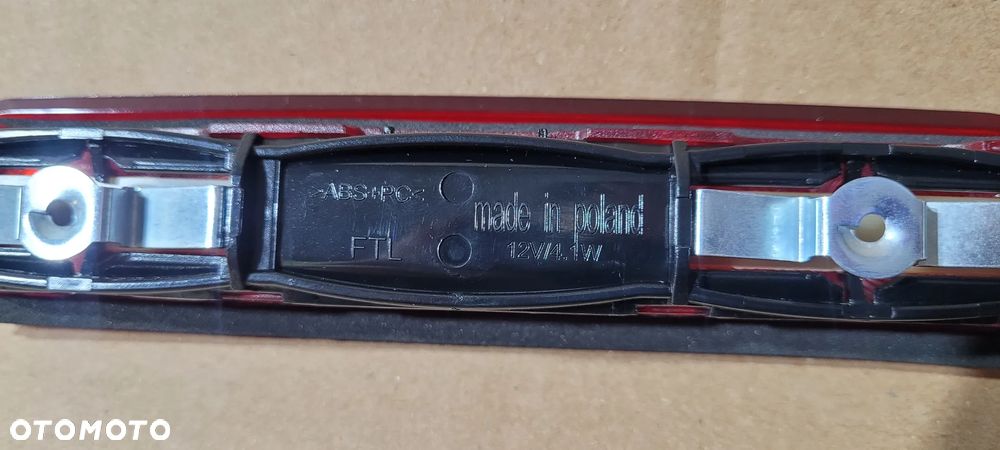 >ABS+PC<
made in poland
FTL
12V/4.1W
OTOMOTO